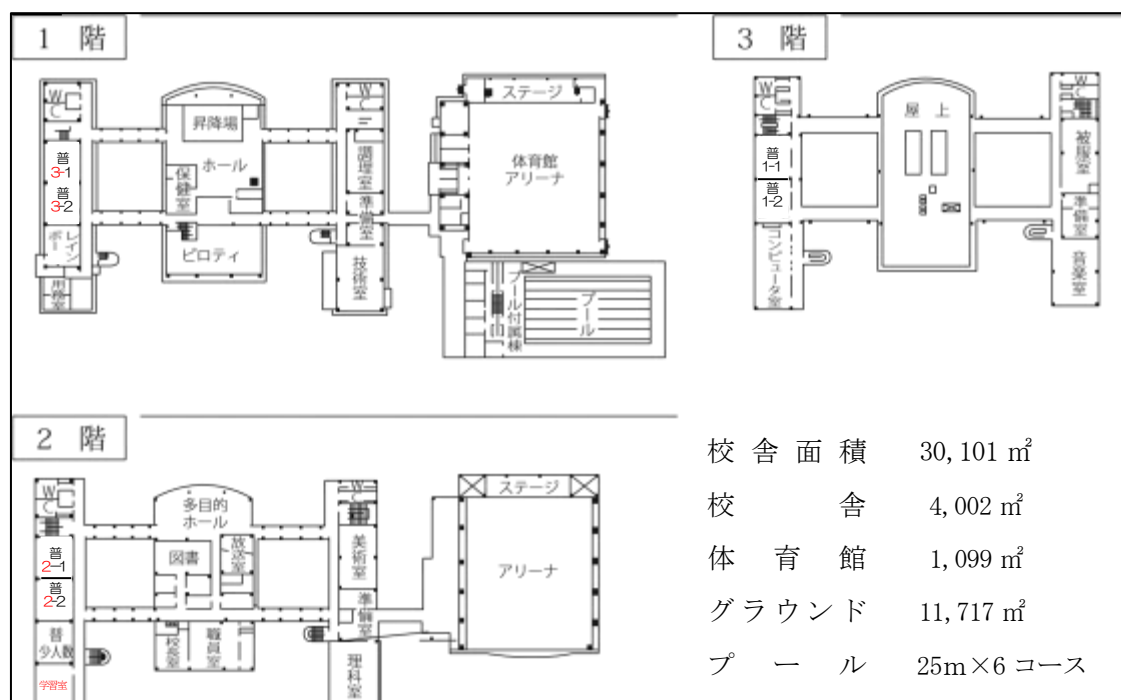 1 階
WC
昇降場
ホール
保健室
普
3-1
普
3-2
レインボー
用務室
ピロティ
WC
調理室
準備室
技術室
ステージ
体育館
アリーナ
プール付属棟
プール
3 階
WC
普
1-1
普
1-2
コンピュータ室
屋上
WC
被服室
準備室
音楽室
2 階
WC
普
2-1
普
2-2
普
少人数
学習室
多目的
ホール
図書
放送室
校長室
職員室
WC
美術室
準備室
理科室
ステージ
アリーナ
校舎面積 30,101 ㎡
校舎 4,002 ㎡
体育館 1,099 ㎡
グラウンド 11,717 ㎡
プール 25m×6 コース